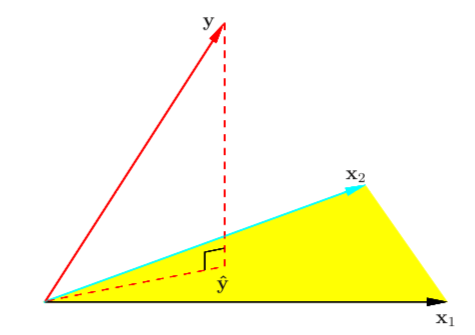 y
x₂
ŷ
x₁